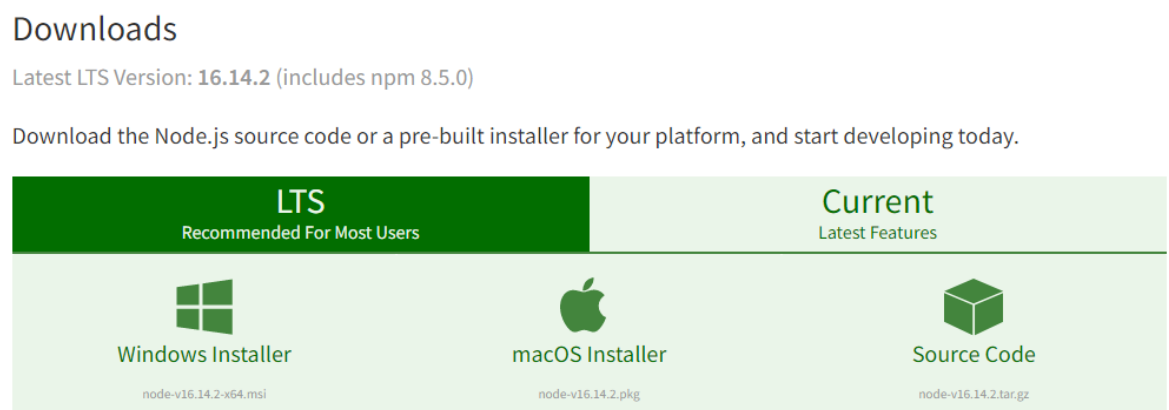 Downloads
Latest LTS Version: 16.14.2 (includes npm 8.5.0)
Download the Node.js source code or a pre-built installer for your platform, and start developing today.
LTS
Recommended For Most Users
Current
Latest Features
Windows Installer
node-v16.14.2-x64.msi
macOS Installer
node-v16.14.2.pkg
Source Code
node-v16.14.2.tar.gz